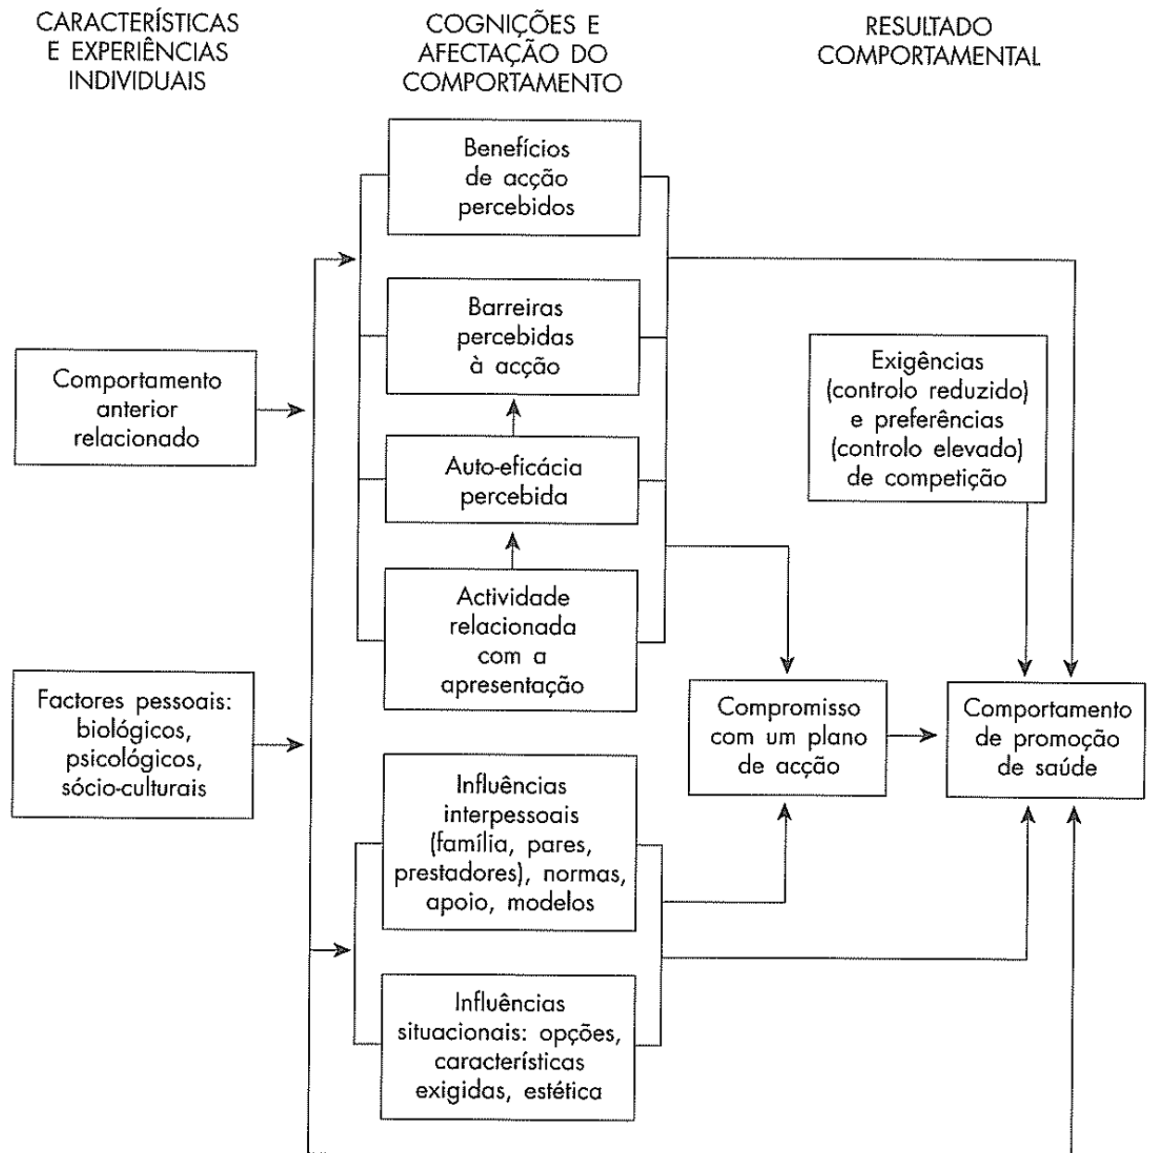 CARACTERÍSTICAS
E EXPERIÊNCIAS
INDIVIDUAIS
COGNIÇÕES E
AFECTAÇÃO DO
COMPORTAMENTO
RESULTADO
COMPORTAMENTAL
Benefícios
de acção
percebidos
Barreiras
percebidas
à acção
Comportamento
anterior
relacionado
Exigências
(controlo reduzido)
e preferências
(controlo elevado)
de competição
Auto-eficácia
percebida
Actividade
relacionada
com a
apresentação
Factores pessoais:
biológicos,
psicológicos,
sócio-culturais
Compromisso
com um plano
de acção
Comportamento
de promoção
de saúde
Influências
interpessoais
(família, pares,
prestadores), normas,
apoio, modelos
Influências
situacionais: opções,
características
exigidas, estética